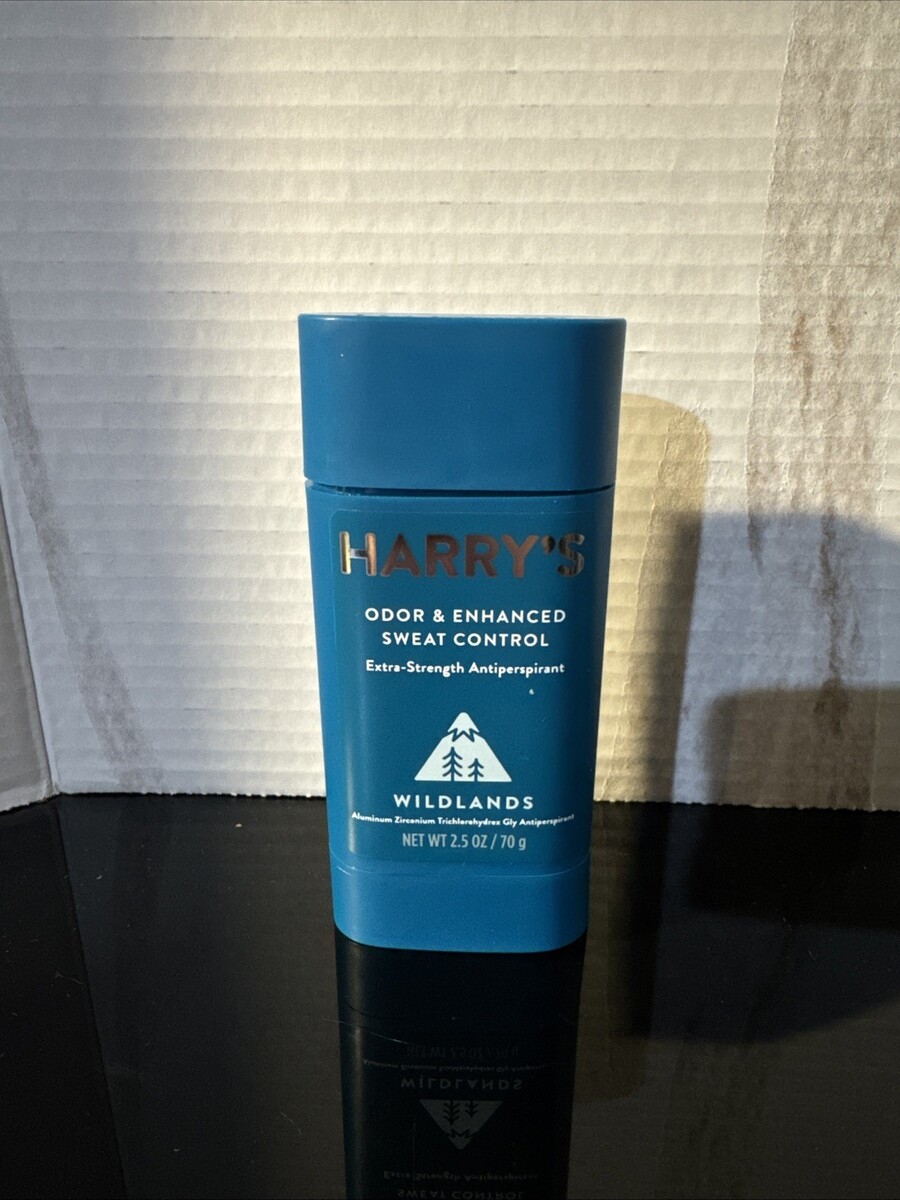 HARRY'S
ODOR & ENHANCED
SWEAT CONTROL
Extra-Strength Antiperspirant
WILDLANDS
Aluminum Zirconium Trichlorohydrex Gly Antiperspirant
NET WT 2.5 OZ / 70 g